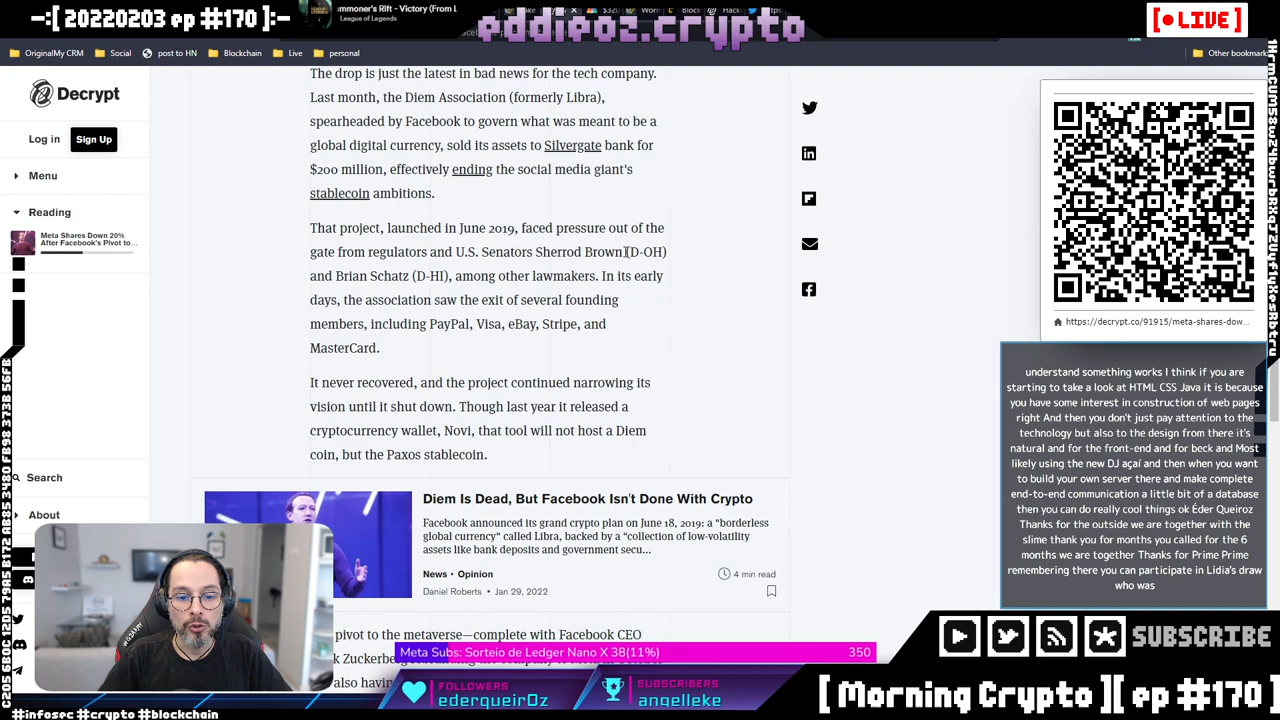 -:[ 20220203 ep #170 ]:-
ummoner's Rift - Victory (From L
League of Legends
eddieoz.crypto
[ • LIVE ]
OriginalMy CRM
Social
post to HN
Blockchain
Live
personal
Other bookmark
Decrypt
Log in
Sign Up
Menu
Reading
Meta Shares Down 20%
After Facebook's Pivot to...
Search
About
The drop is just the latest in bad news for the tech company.
Last month, the Diem Association (formerly Libra),
spearheaded by Facebook to govern what was meant to be a
global digital currency, sold its assets to Silvergate bank for
$200 million, effectively ending the social media giant's
stablecoin ambitions.
That project, launched in June 2019, faced pressure out of the
gate from regulators and U.S. Senators Sherrod Brown (D-OH)
and Brian Schatz (D-HI), among other lawmakers. In its early
days, the association saw the exit of several founding
members, including PayPal, Visa, eBay, Stripe, and
MasterCard.
It never recovered, and the project continued narrowing its
vision until it shut down. Though last year it released a
cryptocurrency wallet, Novi, that tool will not host a Diem
coin, but the Paxos stablecoin.
Diem Is Dead, But Facebook Isn't Done With Crypto
Facebook announced its grand crypto plan on June 18, 2019: a "borderless
global currency" called Libra, backed by a "collection of low-volatility
assets like bank deposits and government secu...
News • Opinion
4 min read
Daniel Roberts • Jan 29, 2022
pivot to the metaverse—complete with Facebook CEO
k Zuckerberg
also havin
https://decrypt.co/91915/meta-shares-dow...
understand something works I think if you are
starting to take a look at HTML CSS Java it is because
you have some interest in construction of web pages
right And then you don't just pay attention to the
technology but also to the design from there it's
natural and for the front-end and for beck and Most
likely using the new DJ açaí and then when you want
to build your own server there and make complete
end-to-end communication a little bit of a database
then you can do really cool things ok Éder Queiroz
Thanks for the outside we are together with the
slime thank you for months you called for the 6
months we are together Thanks for Prime Prime
remembering there you can participate in Lidia's draw
who was
Meta Subs: Sorteio de Ledger Nano X 38(11%)
350
FOLLOWERS
ederqueir0z
SUBSCRIBERS
angelleke
SUBSCRIBE
[ Morning Crypto ][ ep #170 ]
#infosec #crypto #blockchain